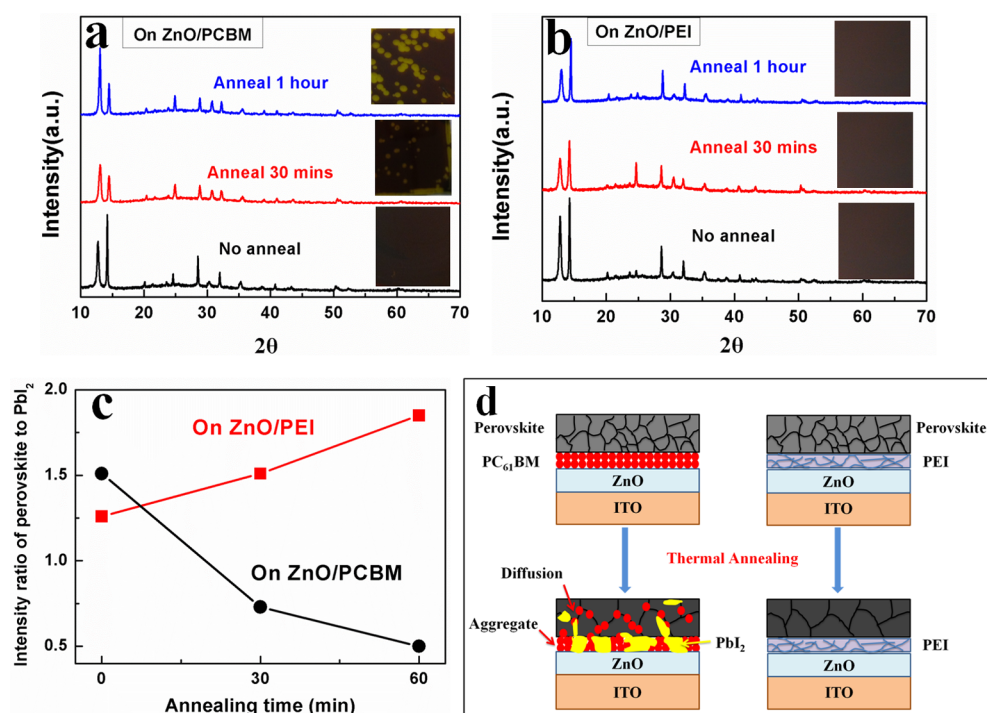 a
On ZnO/PCBM
Anneal 1 hour
Anneal 30 mins
No anneal
Intensity(a.u.)
10 20 30 40 50 60 70
2θ
b
On ZnO/PEI
Anneal 1 hour
Anneal 30 mins
No anneal
Intensity(a.u.)
10 20 30 40 50 60 70
2θ
c
On ZnO/PEI
On ZnO/PCBM
Intensity ratio of perovskite to PbI₂
2.0
1.5
1.0
0.5
0 30 60
Annealing time (min)
d
Perovskite
PC₆₁BM
ZnO
ITO
Perovskite
PEI
ZnO
ITO
Thermal Annealing
Diffusion
Aggregate
PbI₂
ZnO
ITO
PEI
ZnO
ITO